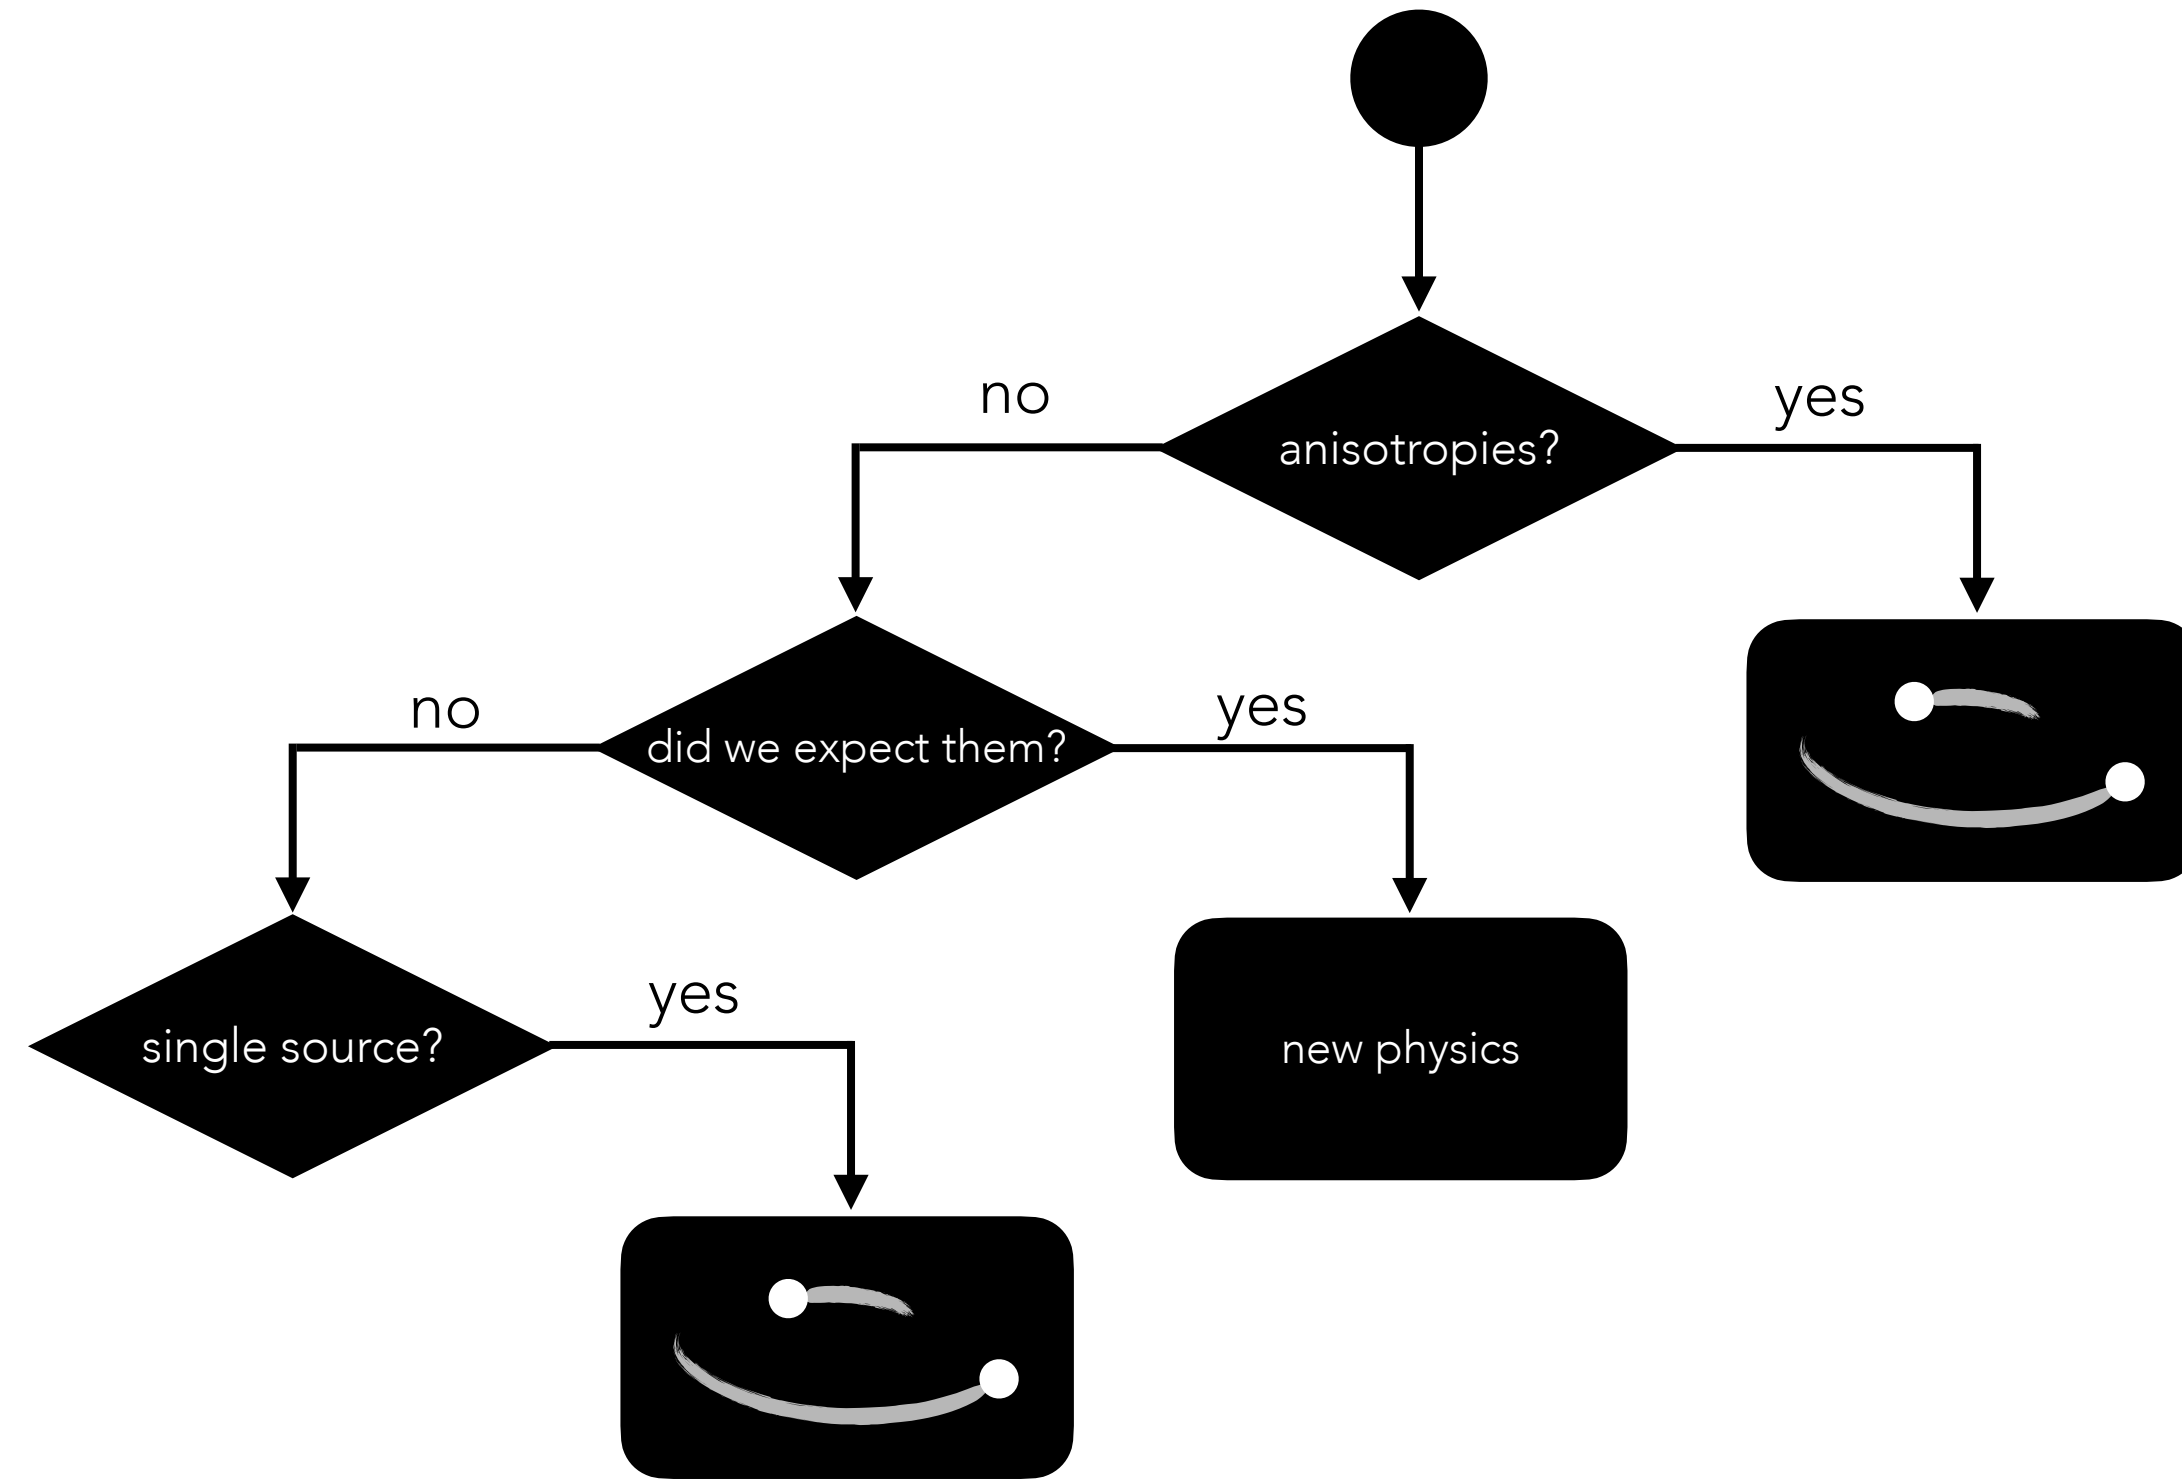 no
yes
anisotropies?
no
yes
did we expect them?
yes
single source?
new physics